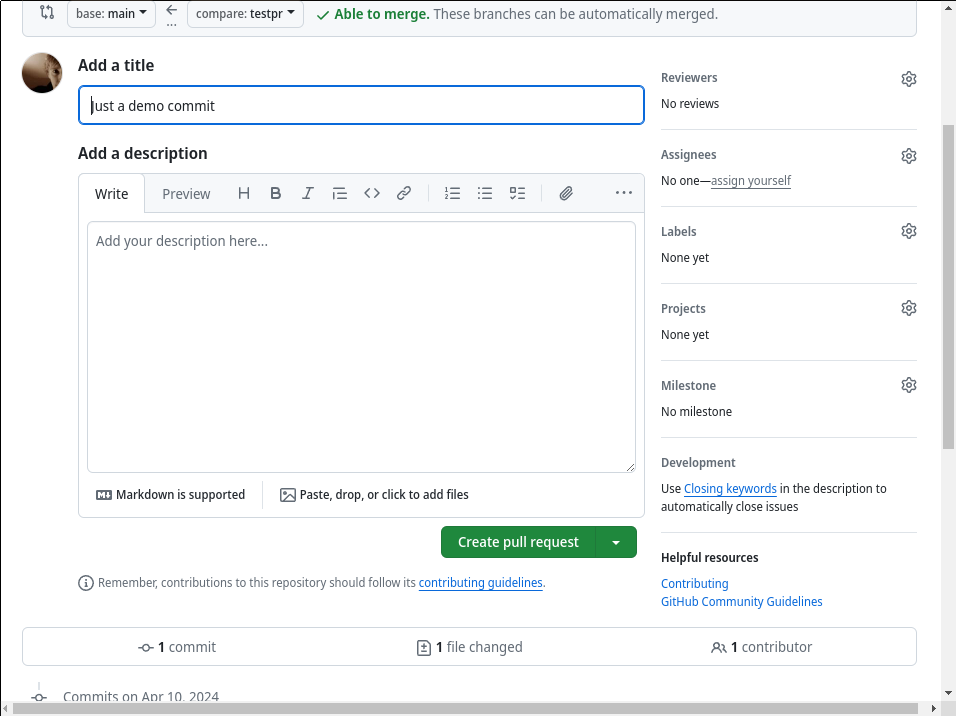 base: main ... compare: testpr Able to merge. These branches can be automatically merged.
Add a title
Just a demo commit
Add a description
Write Preview H B I
Add your description here...
Markdown is supported Paste, drop, or click to add files
Create pull request
Remember, contributions to this repository should follow its contributing guidelines.
Reviewers
No reviews
Assignees
No one—assign yourself
Labels
None yet
Projects
None yet
Milestone
No milestone
Development
Use Closing keywords in the description to
automatically close issues
Helpful resources
Contributing
GitHub Community Guidelines
1 commit 1 file changed 1 contributor
Commits on Apr 10, 2024